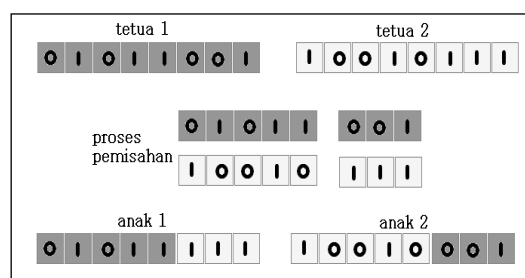 tetua 1 tetua 2
0 1 0 1 1 0 0 1 1 0 0 1 0 1 1 1
proses
pemisahan
0 1 0 1 1 0 0 1
1 0 0 1 0 1 1 1
anak 1 anak 2
0 1 0 1 1 1 1 1 1 0 0 1 0 0 0 1